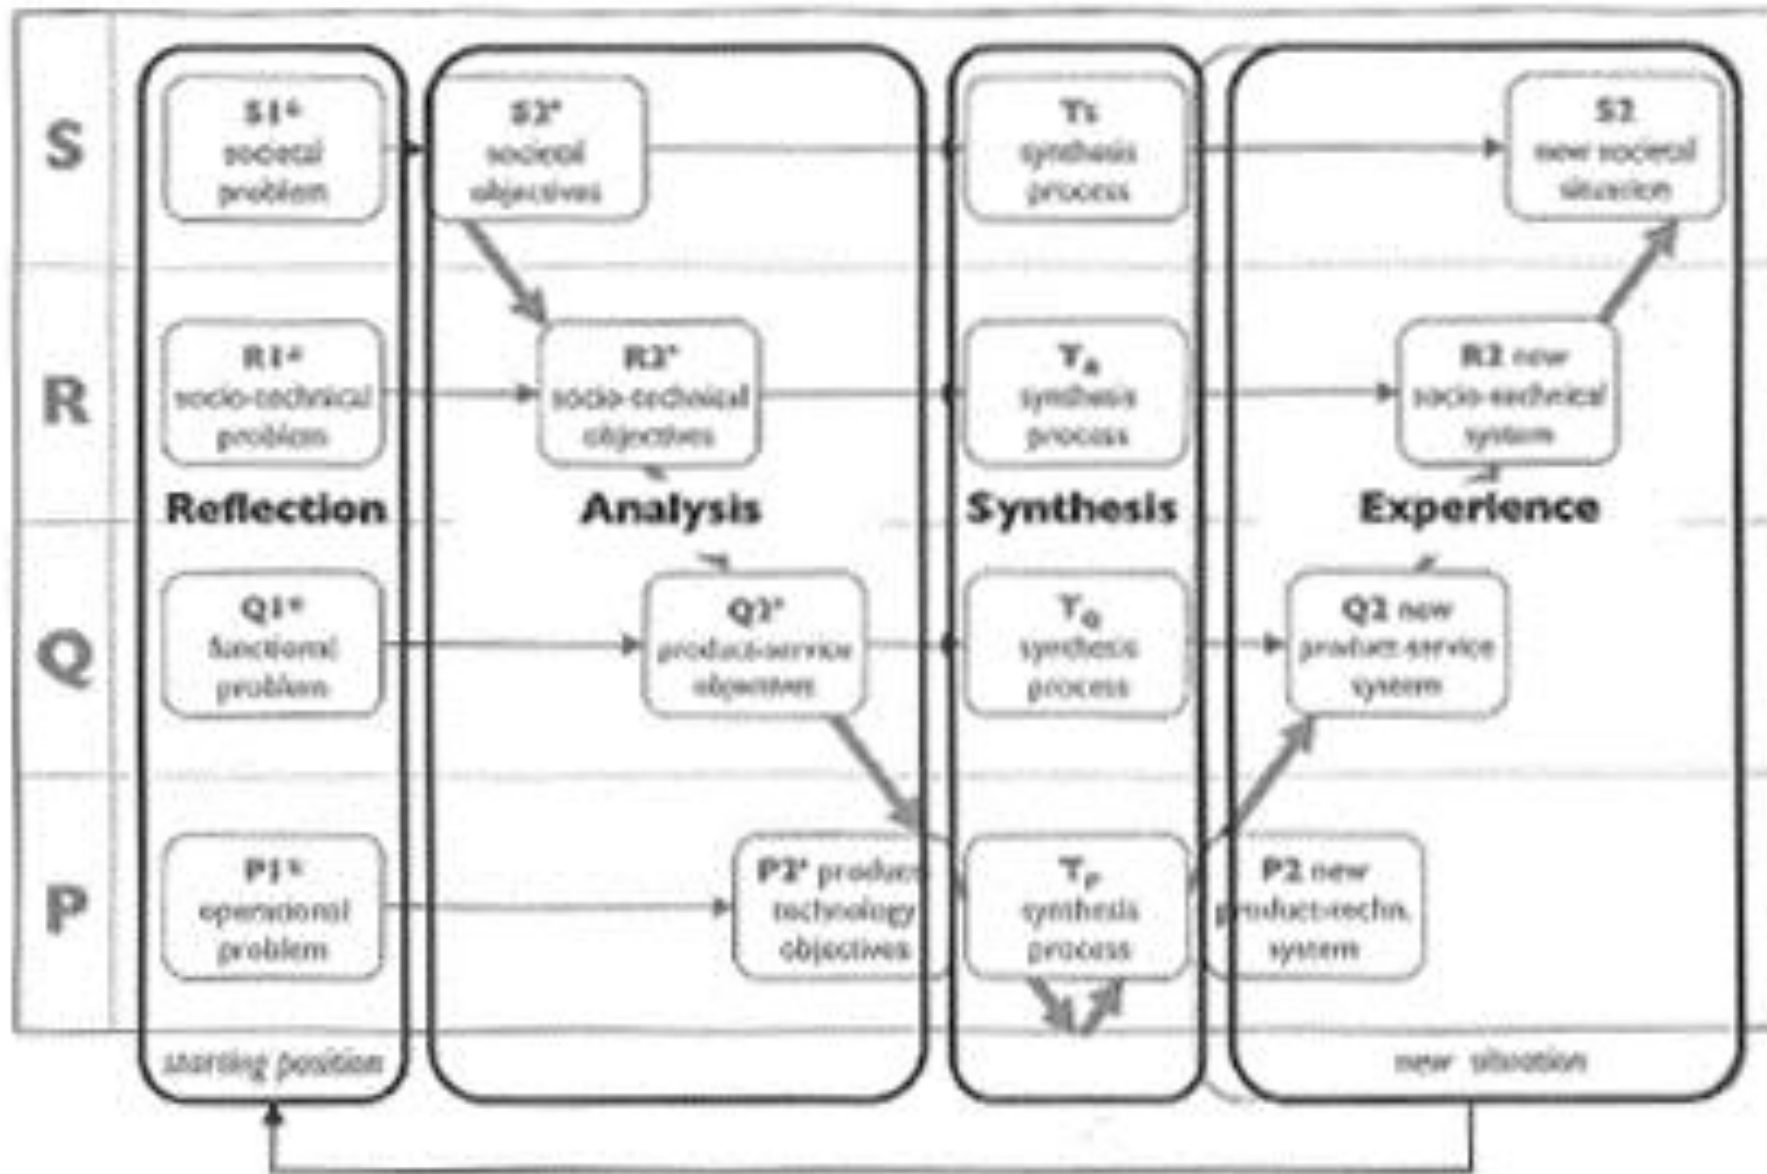 S
S1*
societal
problem
S2*
societal
objectives
Ts
synthesis
process
S2
new societal
situation
R
R1*
socio-technical
problem
R2*
socio-technical
objectives
synthesis
process
R2 new
socio-technical
system
Reflection
Analysis
Synthesis
Experience
Q
Q1*
functional
problem
Q2*
product-service
objectives
TQ
synthesis
process
Q2 new
product-service
system
P
P1*
operational
problem
P2* product-
technology
objectives
TP
synthesis
process
P2 new
product-techn.
system
starting position
new situation